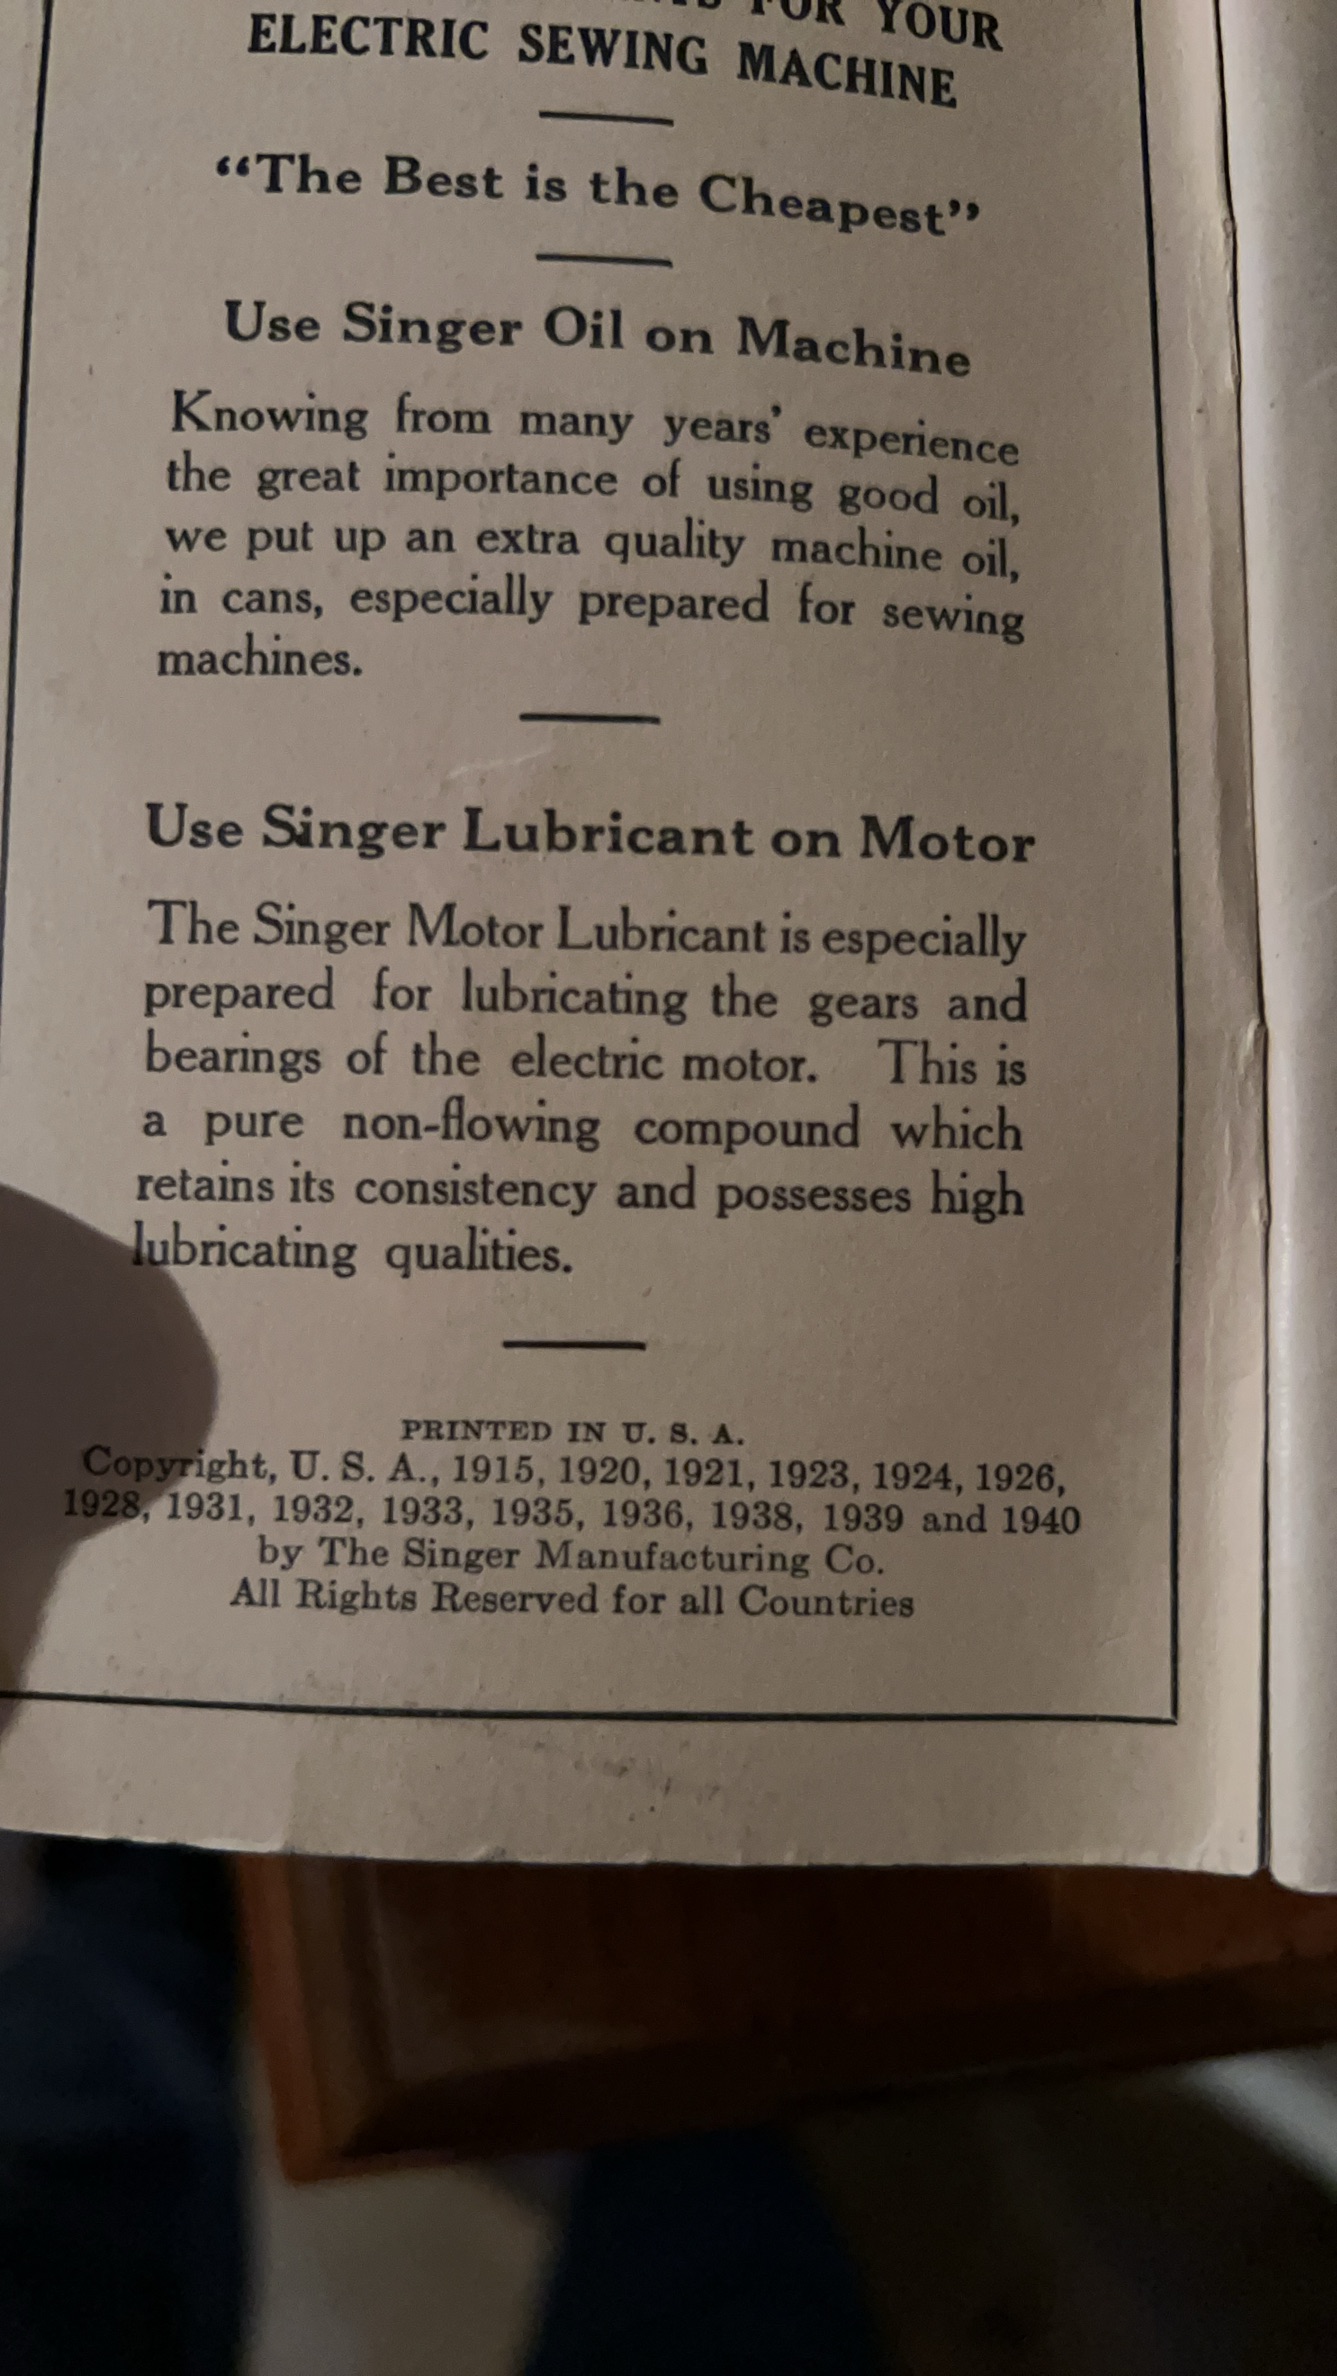 FOR YOUR
ELECTRIC SEWING MACHINE
“The Best is the Cheapest”
Use Singer Oil on Machine
Knowing from many years’ experience
the great importance of using good oil,
we put up an extra quality machine oil,
in cans, especially prepared for sewing
machines.
Use Singer Lubricant on Motor
The Singer Motor Lubricant is especially
prepared for lubricating the gears and
bearings of the electric motor. This is
a pure non-flowing compound which
retains its consistency and possesses high
lubricating qualities.
PRINTED IN U. S. A.
Copyright, U. S. A., 1915, 1920, 1921, 1923, 1924, 1926,
1928, 1931, 1932, 1933, 1935, 1936, 1938, 1939 and 1940
by The Singer Manufacturing Co.
All Rights Reserved for all Countries